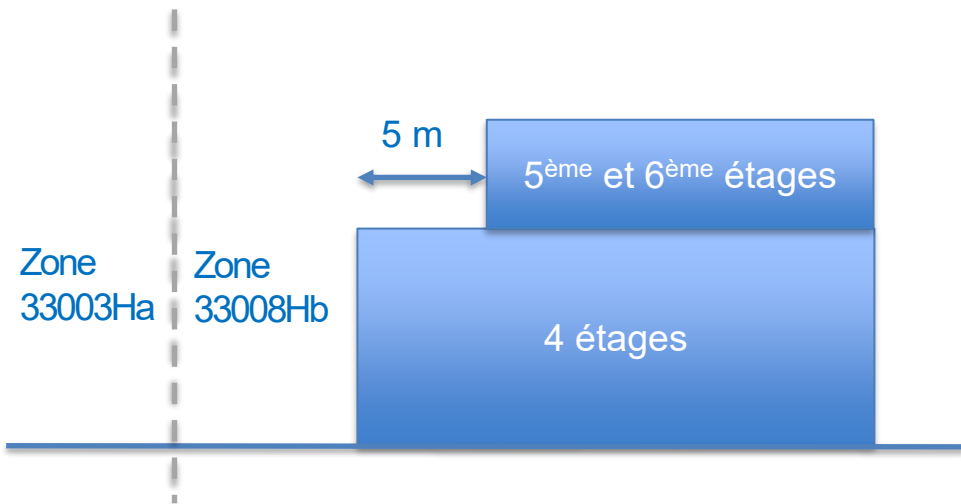 5 m
5ème et 6ème étages
Zone
33003Ha
Zone
33008Hb
4 étages